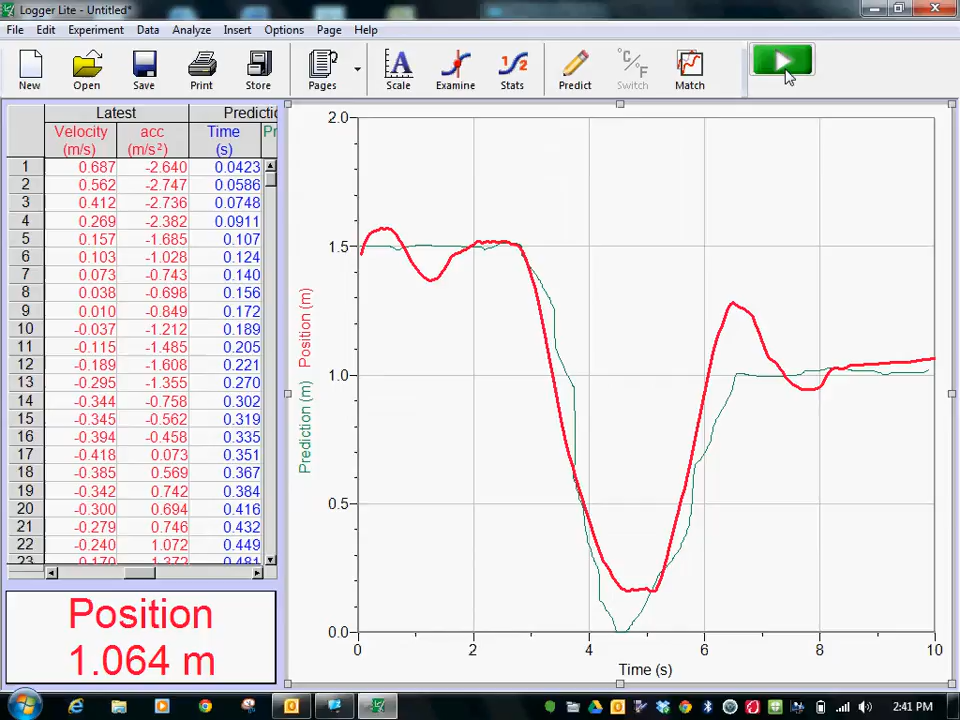 Logger Lite - Untitled*
File Edit Experiment Data Analyze Insert Options Page Help
New Open Save Print Store Pages Scale Examine Stats Predict °C/°F Switch Match
Latest Predictio
Velocity (m/s) acc (m/s²) Time (s) Pr
1 0.687 -2.640 0.0423
2 0.562 -2.747 0.0586
3 0.412 -2.736 0.0748
4 0.269 -2.382 0.0911
5 0.157 -1.685 0.107
6 0.103 -1.028 0.124
7 0.073 -0.743 0.140
8 0.038 -0.698 0.156
9 0.010 -0.849 0.172
10 -0.037 -1.212 0.189
11 -0.115 -1.485 0.205
12 -0.189 -1.608 0.221
13 -0.295 -1.355 0.270
14 -0.344 -0.758 0.302
15 -0.345 -0.562 0.319
16 -0.394 -0.458 0.335
17 -0.418 0.073 0.351
18 -0.385 0.569 0.367
19 -0.342 0.742 0.384
20 -0.300 0.694 0.416
21 -0.279 0.746 0.432
22 -0.240 1.072 0.449
23 -0.170 1.372 0.481
Position
1.064 m
Prediction (m) Position (m)
2.0
1.5
1.0
0.5
0.0
0 2 4 6 8 10
Time (s)
2:41 PM